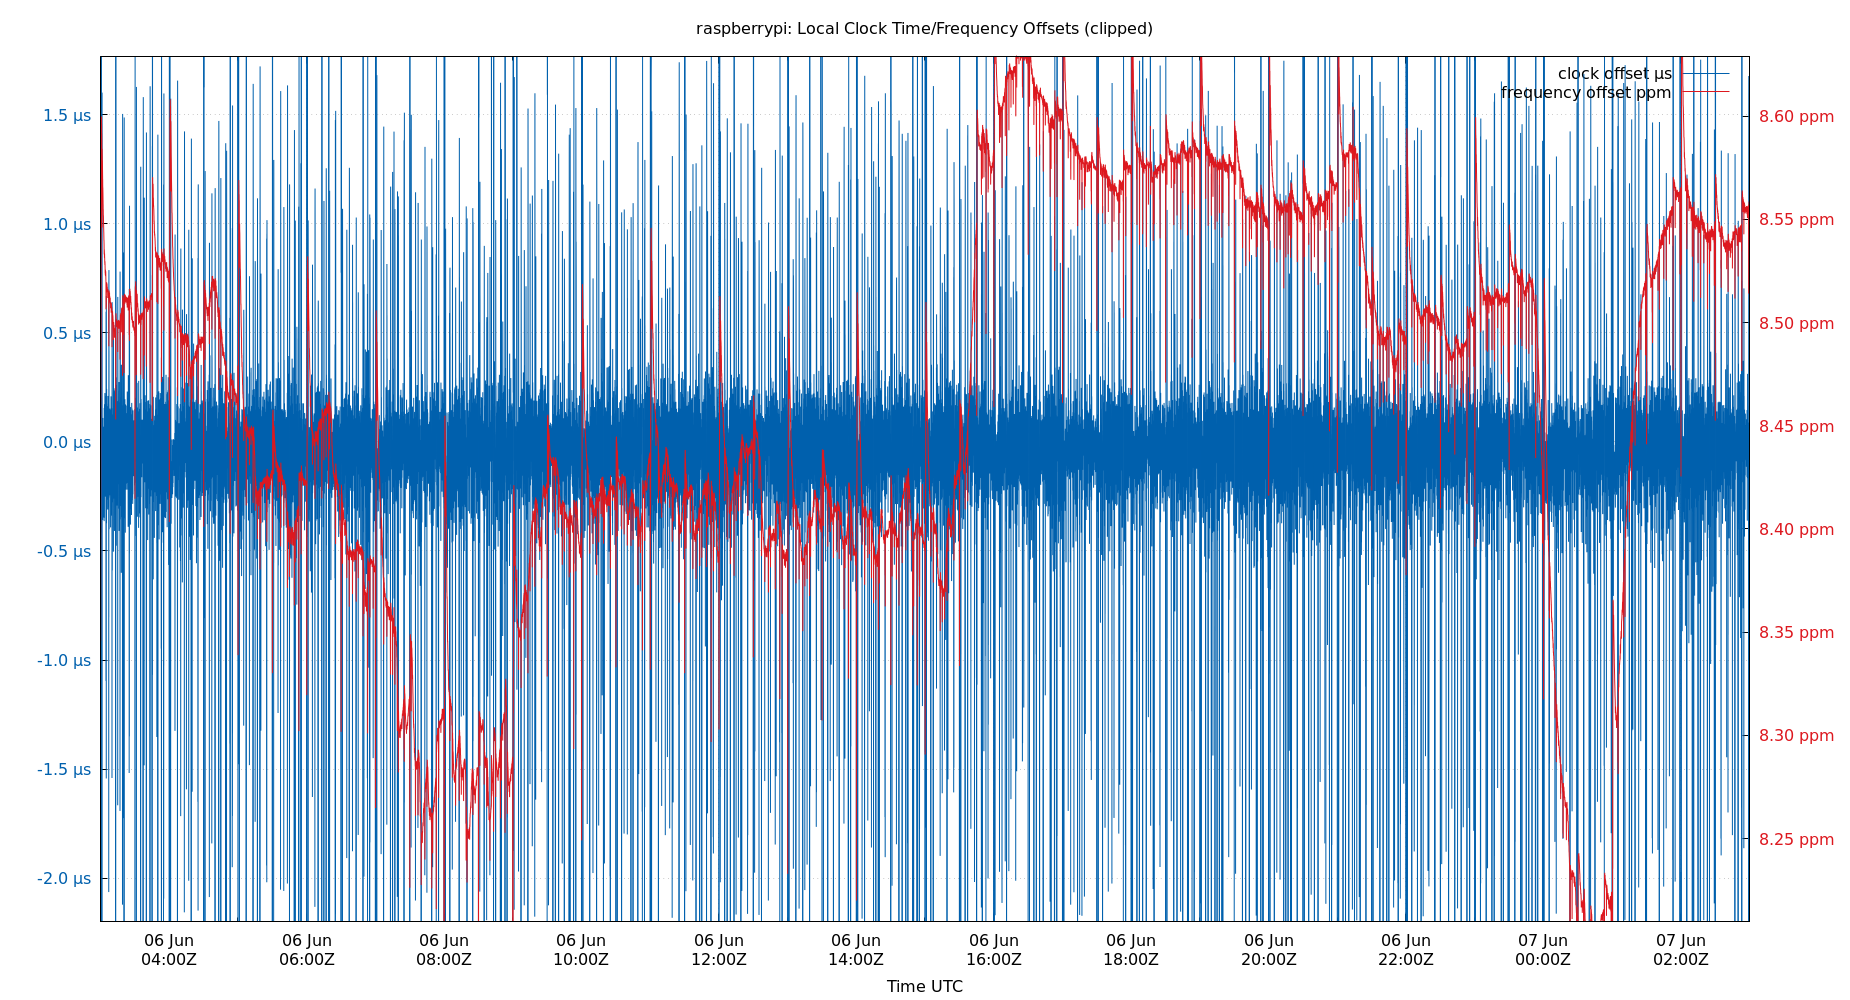 raspberrypi: Local Clock Time/Frequency Offsets (clipped)
clock offset µs
frequency offset ppm
1.5 µs
1.0 µs
0.5 µs
0.0 µs
-0.5 µs
-1.0 µs
-1.5 µs
-2.0 µs
8.60 ppm
8.55 ppm
8.50 ppm
8.45 ppm
8.40 ppm
8.35 ppm
8.30 ppm
8.25 ppm
06 Jun 06 Jun 06 Jun 06 Jun 06 Jun 06 Jun 06 Jun 06 Jun 06 Jun 06 Jun 07 Jun 07 Jun
04:00Z 06:00Z 08:00Z 10:00Z 12:00Z 14:00Z 16:00Z 18:00Z 20:00Z 22:00Z 00:00Z 02:00Z
Time UTC